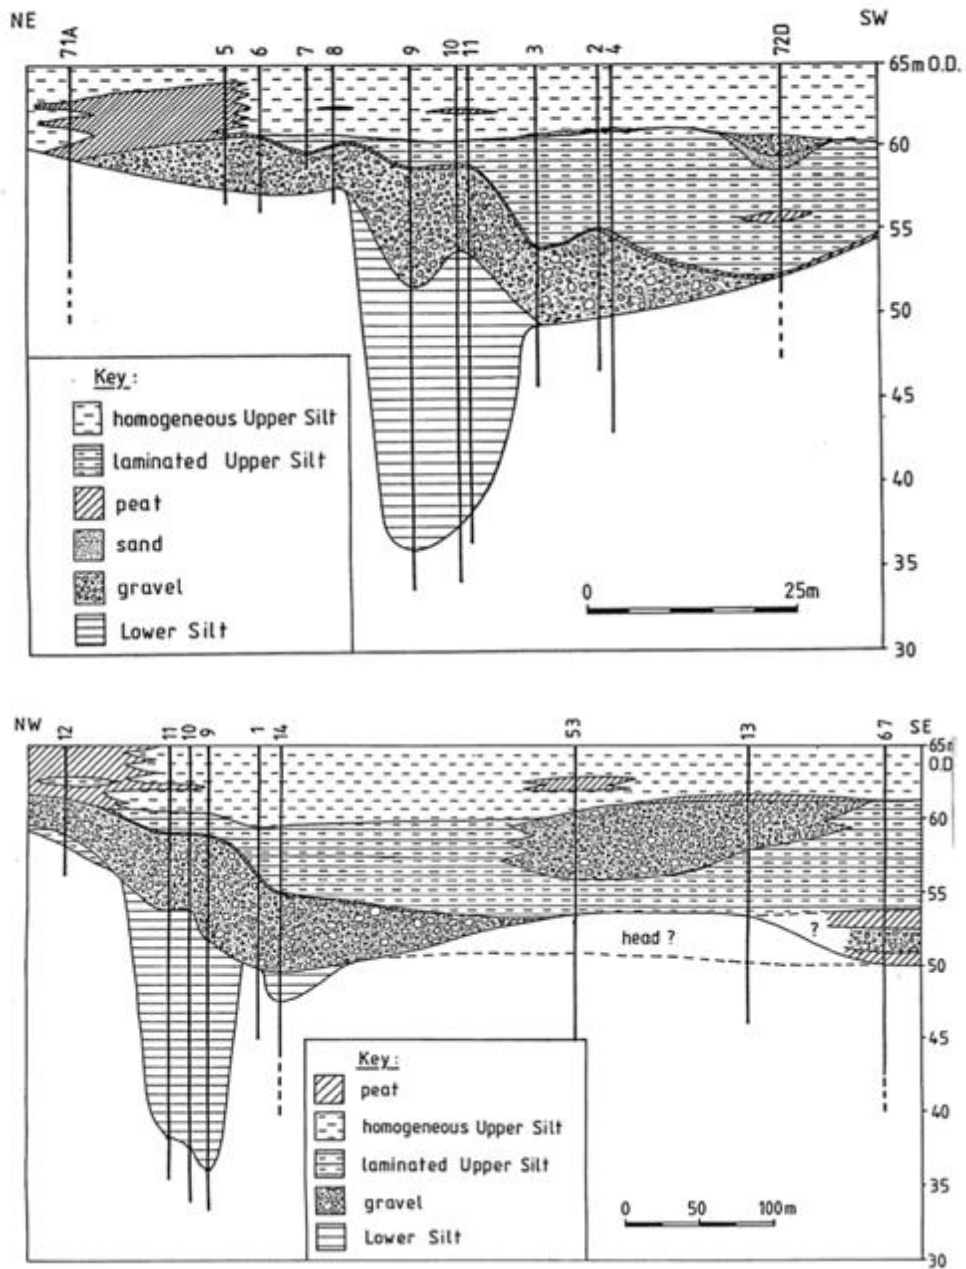 NE SW
71A 5 6 7 8 9 10 11 3 2 4 72D
65m O.D.
60
55
50
45
40
35
30
Key:
homogeneous Upper Silt
laminated Upper Silt
peat
sand
gravel
Lower Silt
0 25m
NW SE
12 11 10 9 1 14 53 13 67
65m
O.D
60
55
50
45
40
35
30
head ?
?
Key:
peat
homogeneous Upper Silt
laminated Upper Silt
gravel
Lower Silt
0 50 100m